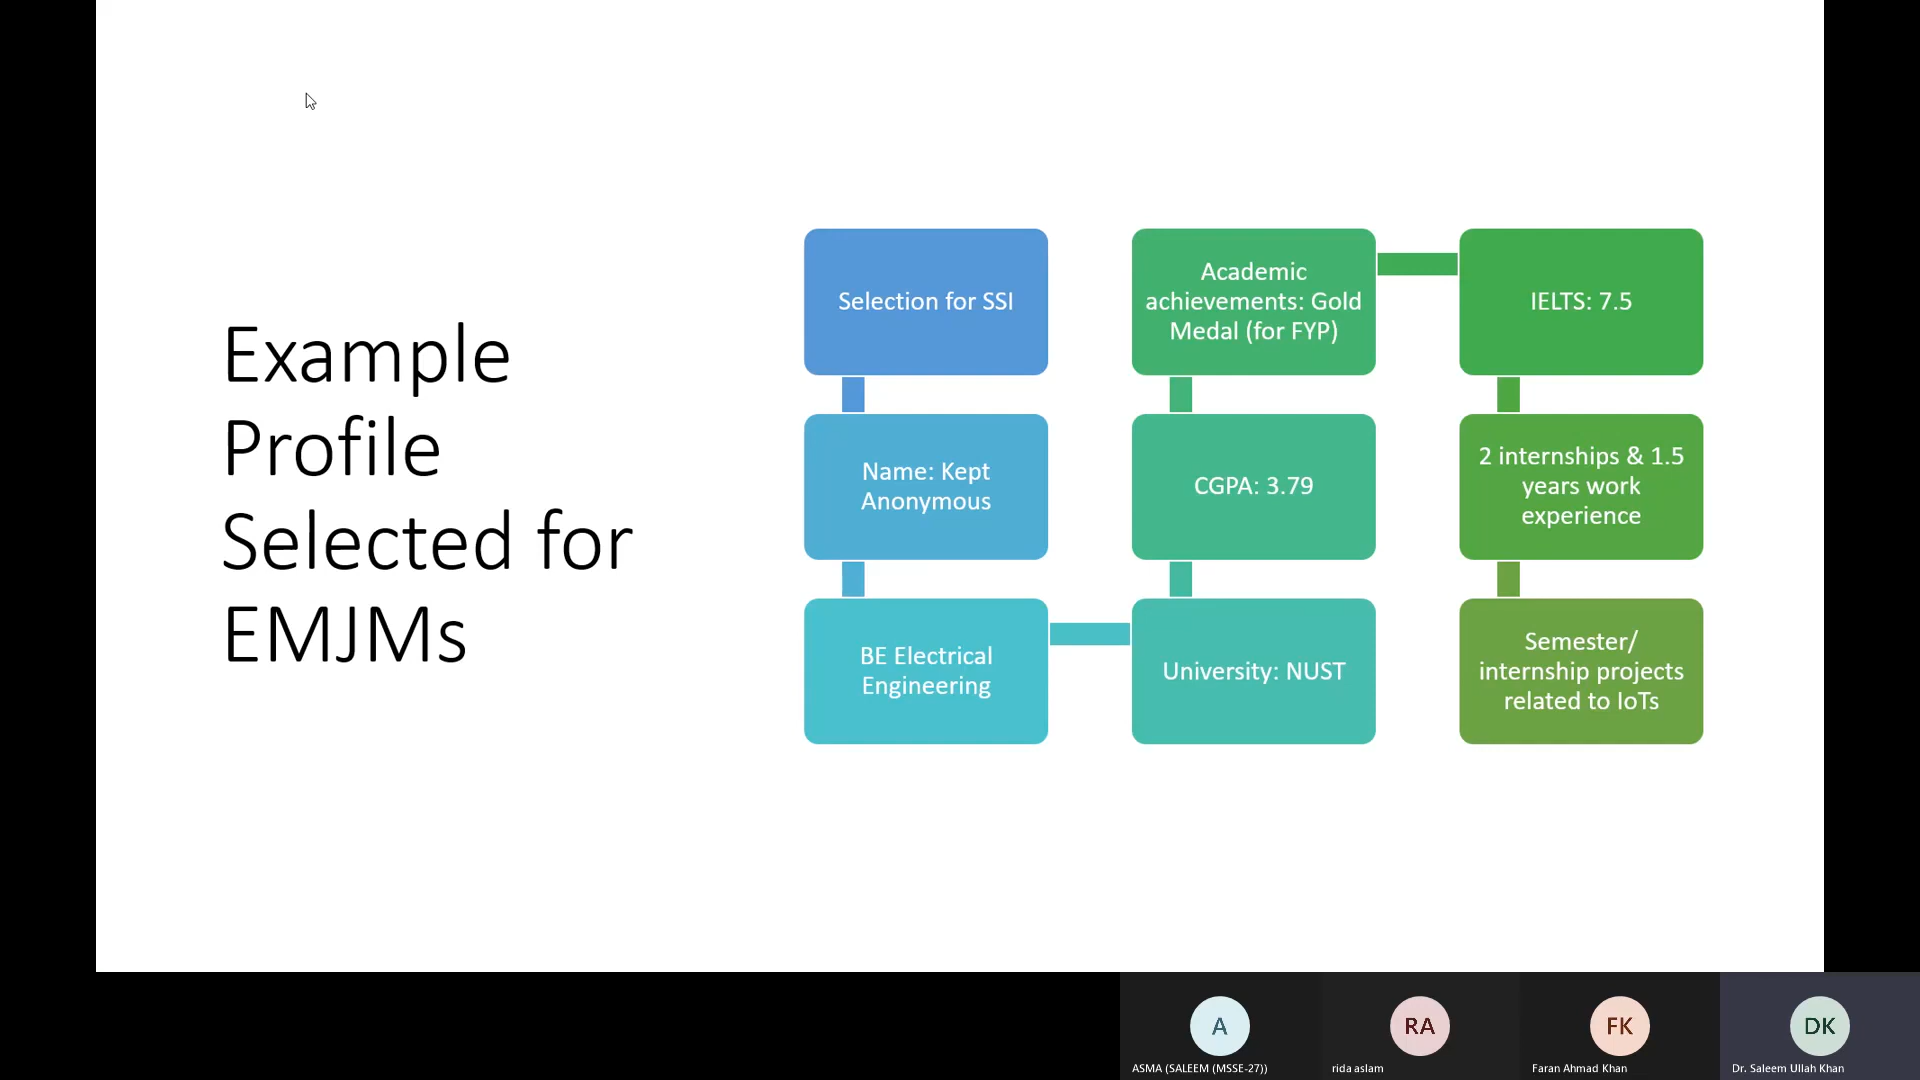 Example
Profile
Selected for
EMJMs
Selection for SSI
Name: Kept
Anonymous
BE Electrical
Engineering
University: NUST
CGPA: 3.79
Academic
achievements: Gold
Medal (for FYP)
IELTS: 7.5
2 internships & 1.5
years work
experience
Semester/
internship projects
related to IoTs
A
ASMA (SALEEM (MSSE-27))
RA
rida aslam
FK
Faran Ahmad Khan
DK
Dr. Saleem Ullah Khan